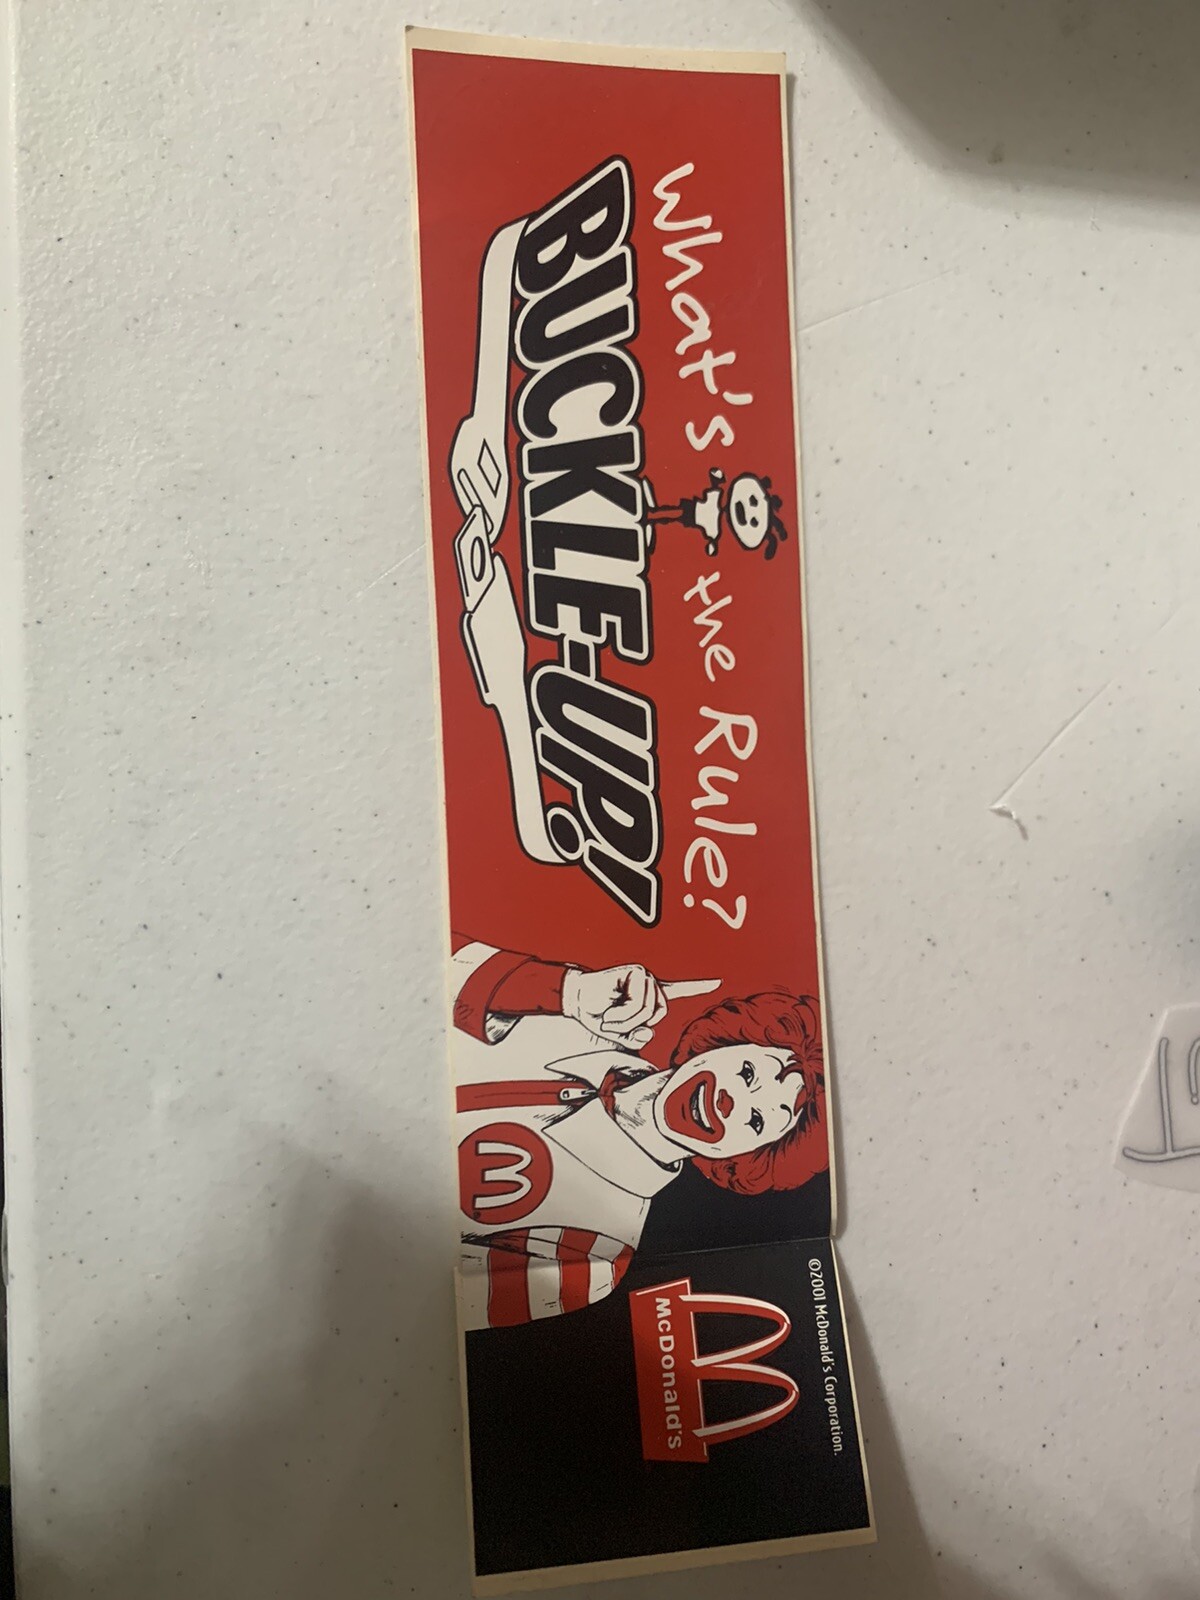 What's the Rule?
BUCKLE-UP!
M
©2001 McDonald's Corporation.
McDonald's